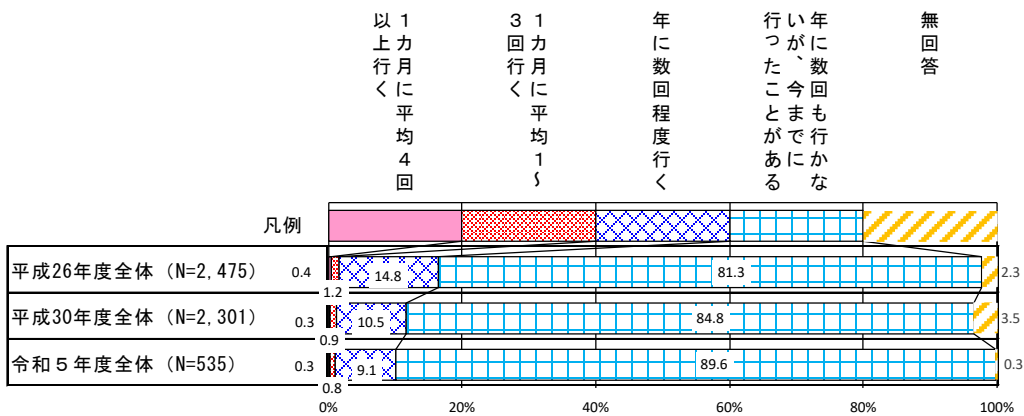 １カ月に平均４回
以上行く
１カ月に平均１～
３回行く
年に数回程度行く
年に数回も行かな
いが、今までに
行ったことがある
無回答
凡例
平成26年度全体（N=2,475） 0.4 1.2 14.8 81.3 2.3
平成30年度全体（N=2,301） 0.3 0.9 10.5 84.8 3.5
令和５年度全体（N=535） 0.3 0.8 9.1 89.6 0.3
0% 20% 40% 60% 80% 100%